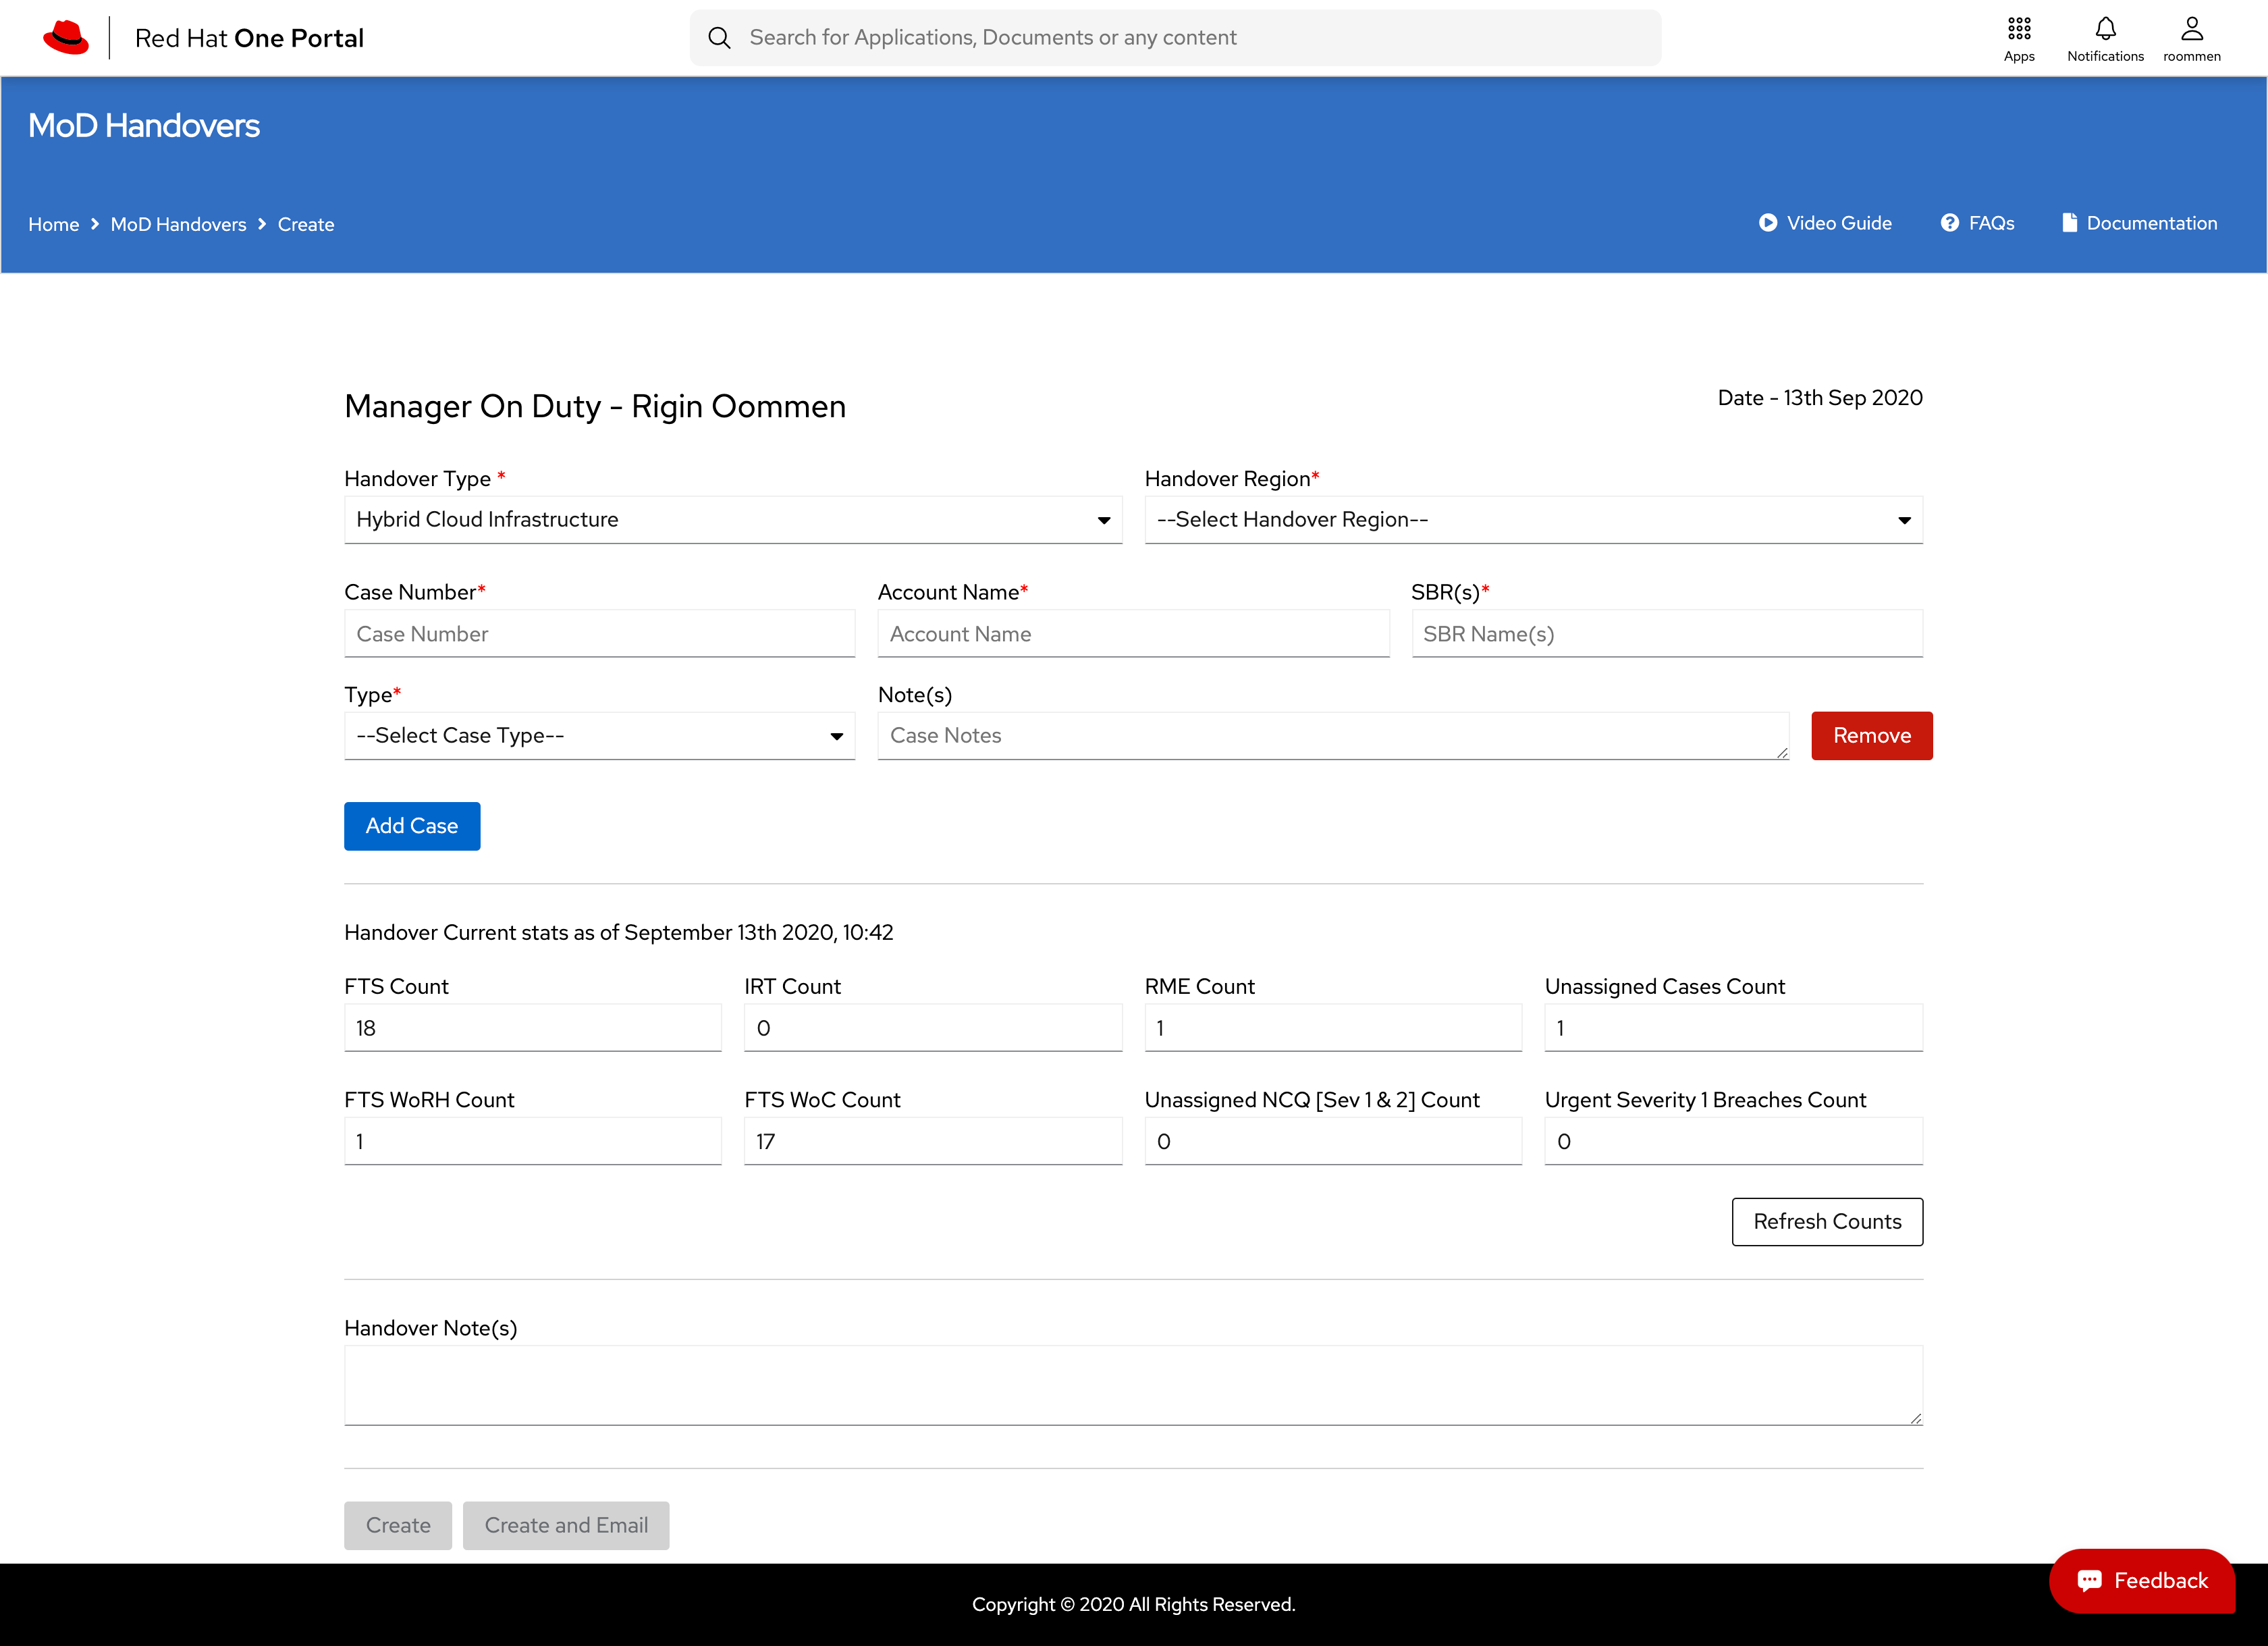 Red Hat One Portal
Search for Applications, Documents or any content
Apps
Notifications
roommen
MoD Handovers
Home > MoD Handovers > Create
Video Guide
FAQs
Documentation
Manager On Duty - Rigin Oommen
Date - 13th Sep 2020
Handover Type *
Handover Region*
Hybrid Cloud Infrastructure
--Select Handover Region--
Case Number*
Account Name*
SBR(s)*
Case Number
Account Name
SBR Name(s)
Type*
Note(s)
--Select Case Type--
Case Notes
Remove
Add Case
Handover Current stats as of September 13th 2020, 10:42
FTS Count
IRT Count
RME Count
Unassigned Cases Count
18
0
1
1
FTS WoRH Count
FTS WoC Count
Unassigned NCQ [Sev 1 & 2] Count
Urgent Severity 1 Breaches Count
1
17
0
0
Refresh Counts
Handover Note(s)
Create
Create and Email
Feedback
Copyright © 2020 All Rights Reserved.